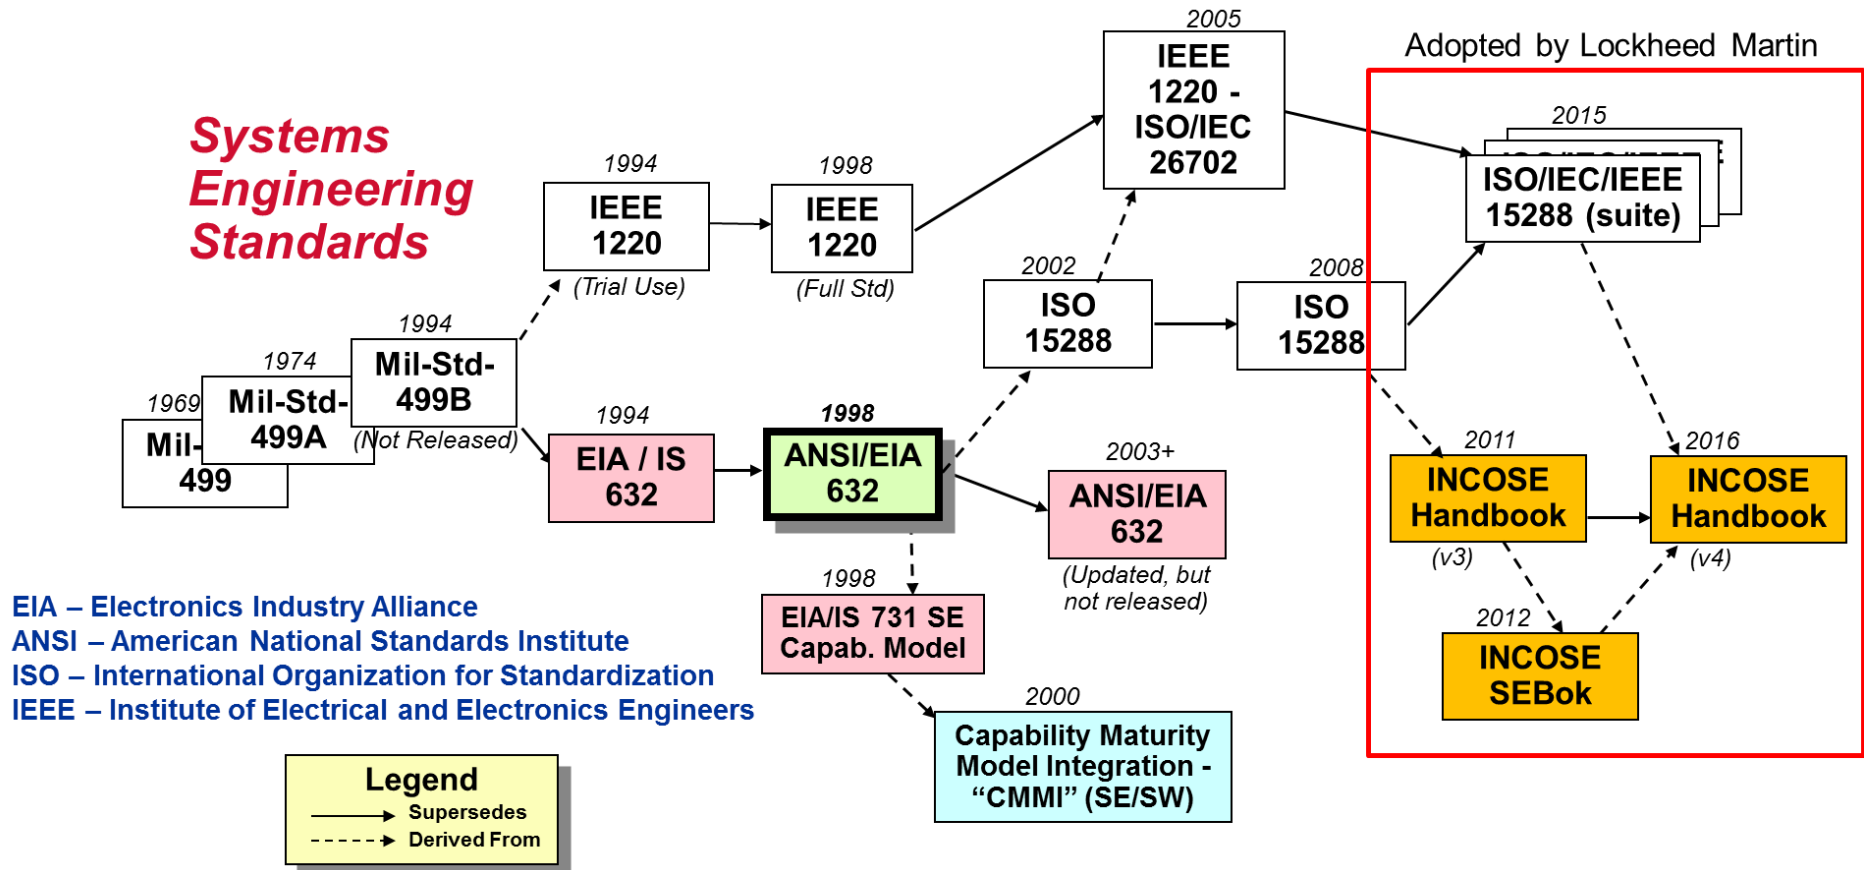 Systems
Engineering
Standards
1969
Mil-
499
1974
Mil-Std-
499A
1994
Mil-Std-
499B
(Not Released)
1994
IEEE
1220
(Trial Use)
1998
IEEE
1220
(Full Std)
2005
IEEE
1220 -
ISO/IEC
26702
1994
EIA / IS
632
1998
ANSI/EIA
632
2002
ISO
15288
2008
ISO
15288
2003+
ANSI/EIA
632
(Updated, but
not released)
1998
EIA/IS 731 SE
Capab. Model
2000
Capability Maturity
Model Integration -
“CMMI” (SE/SW)
Adopted by Lockheed Martin
2015
ISO/IEC/IEEE
15288 (suite)
2011
INCOSE
Handbook
(v3)
2016
INCOSE
Handbook
(v4)
2012
INCOSE
SEBok
EIA – Electronics Industry Alliance
ANSI – American National Standards Institute
ISO – International Organization for Standardization
IEEE – Institute of Electrical and Electronics Engineers
Legend
Supersedes
Derived From